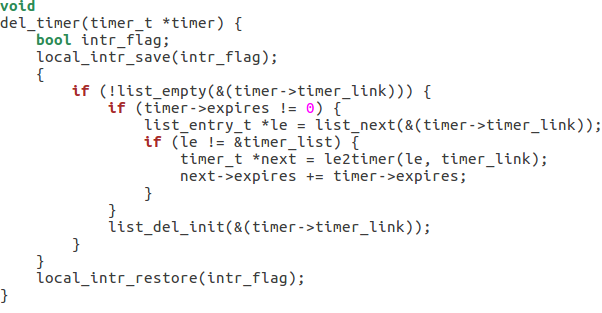 void
del_timer(timer_t *timer) {
    bool intr_flag;
    local_intr_save(intr_flag);
    {
        if (!list_empty(&(timer->timer_link))) {
            if (timer->expires != 0) {
                list_entry_t *le = list_next(&(timer->timer_link));
                if (le != &timer_list) {
                    timer_t *next = le2timer(le, timer_link);
                    next->expires += timer->expires;
                }
            }
            list_del_init(&(timer->timer_link));
        }
    }
    local_intr_restore(intr_flag);
}